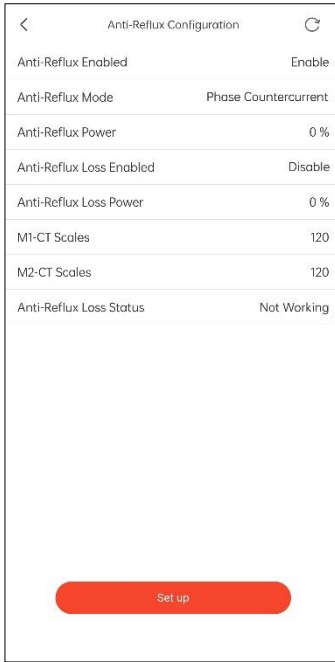 Anti-Reflux Configuration
Anti-Reflux Enabled Enable
Anti-Reflux Mode Phase Countercurrent
Anti-Reflux Power 0 %
Anti-Reflux Loss Enabled Disable
Anti-Reflux Loss Power 0 %
M1-CT Scales 120
M2-CT Scales 120
Anti-Reflux Loss Status Not Working
Set up